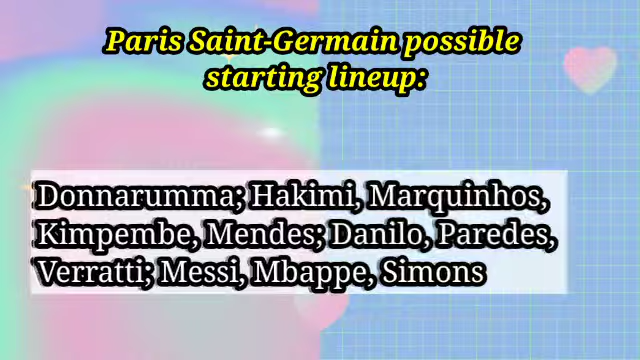 Paris Saint-Germain possible
starting lineup:
Donnarumma; Hakimi, Marquinhos,
Kimpembe, Mendes; Danilo, Paredes,
Verratti; Messi, Mbappe, Simons